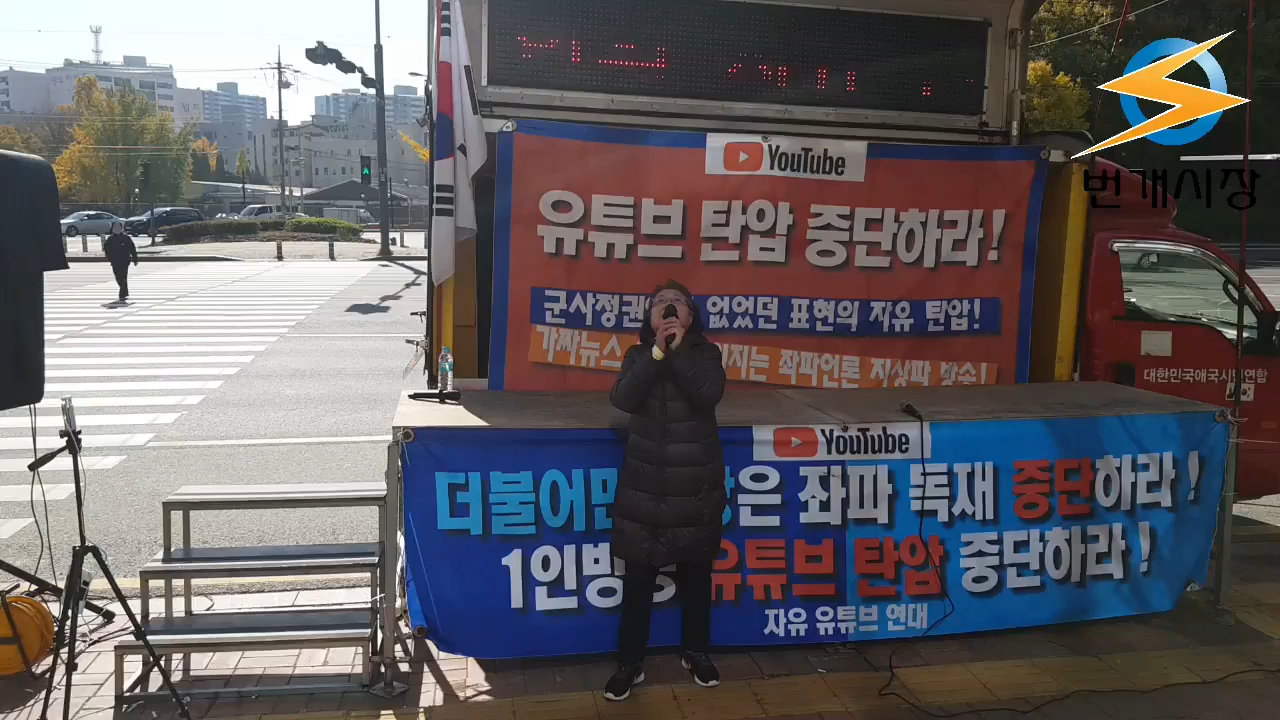 번개시장
YouTube
유튜브 탄압 중단하라!
군사정권 없었던 표현의 자유 탄압!
가짜뉴스 지는 좌파언론 지상파 방송!
대한민국애국시민연합
YouTube
더불어민 은 좌파 독재 중단하라!
1인방송 유튜브 탄압 중단하라!
자유 유튜브 연대